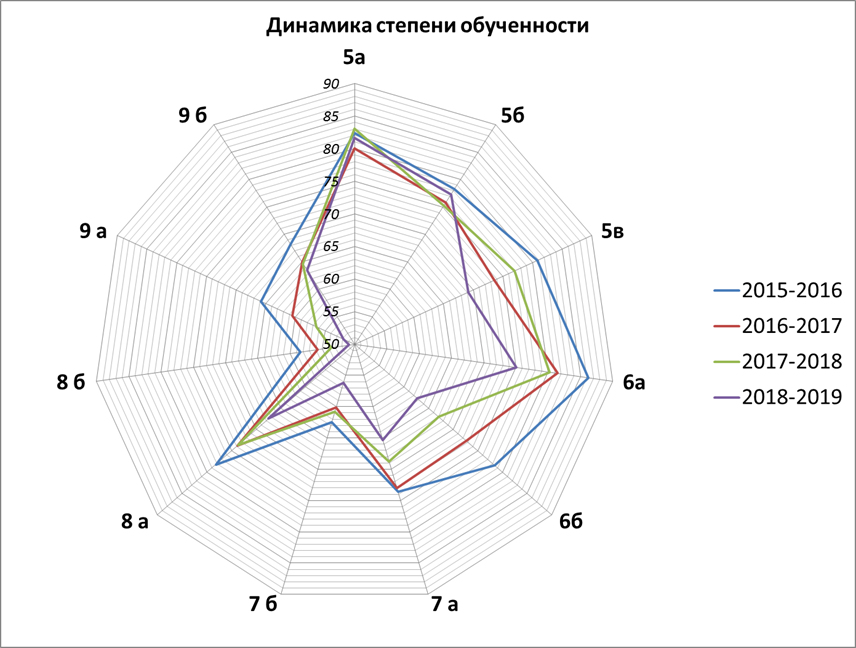 Динамика степени обученности
5а
90
9 б
5б
85
80
75
70
9 а
5в
65
60
55
50
8 б
6а
8 а
6б
7 б
7 а
2015-2016
2016-2017
2017-2018
2018-2019